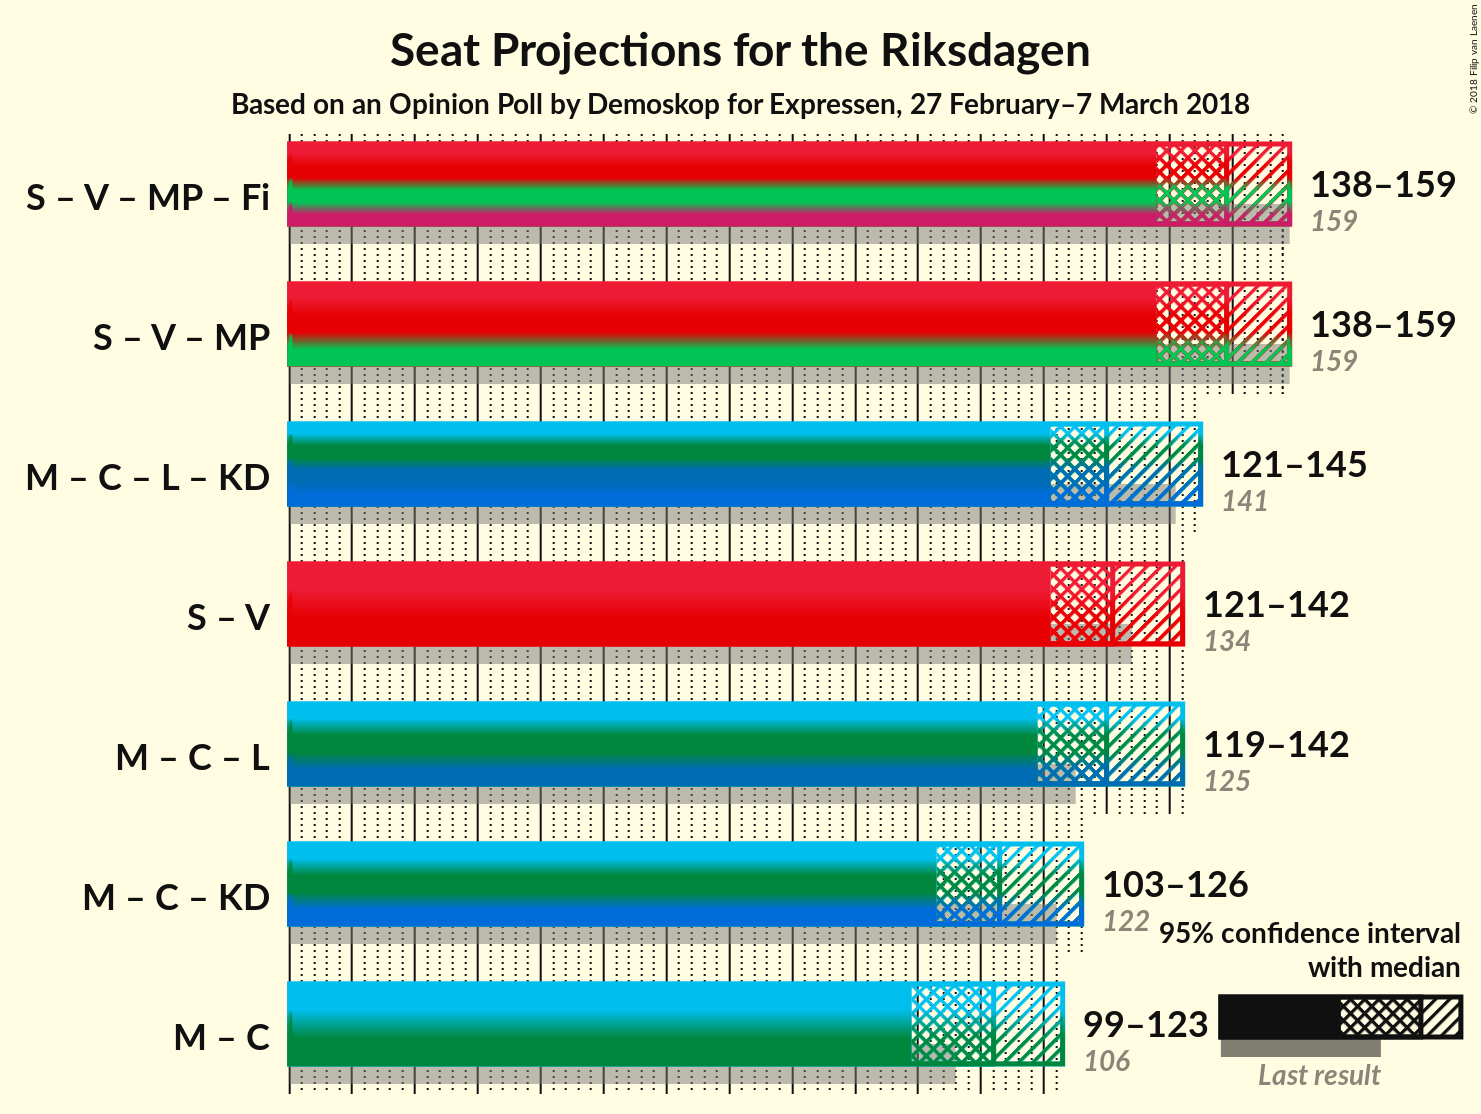 Seat Projections for the Riksdagen
Based on an Opinion Poll by Demoskop for Expressen, 27 February–7 March 2018
© 2018 Filip van Laenen
S – V – MP – Fi
138–159
159
S – V – MP
138–159
159
M – C – L – KD
121–145
141
S – V
121–142
134
M – C – L
119–142
125
M – C – KD
103–126
122
M – C
99–123
106
95% confidence interval
with median
Last result